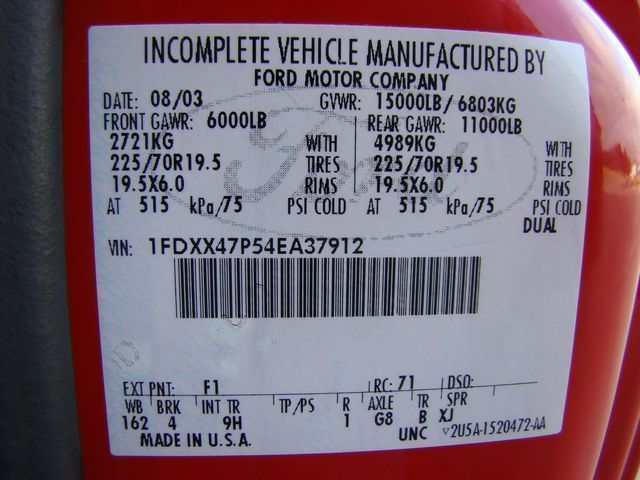 INCOMPLETE VEHICLE MANUFACTURED BY
FORD MOTOR COMPANY
DATE: 08/03 GVWR: 15000LB/ 6803KG
FRONT GAWR: 6000LB REAR GAWR: 11000LB
2721KG WITH 4989KG WITH
225/70R19.5 TIRES 225/70R19.5 TIRES
19.5X6.0 RIMS 19.5X6.0 RIMS
AT 515 kPa/75 PSI COLD AT 515 kPa/75 PSI COLD
DUAL
Ford
VIN: 1FDXX47P54EA37912
EXT PNT: F1 RC: 71 DSO:
WB BRK INT TR TP/PS R AXLE TR SPR
162 4 9H 1 G8 B XJ
MADE IN U.S.A. UNC 2U5A-1520472-AA